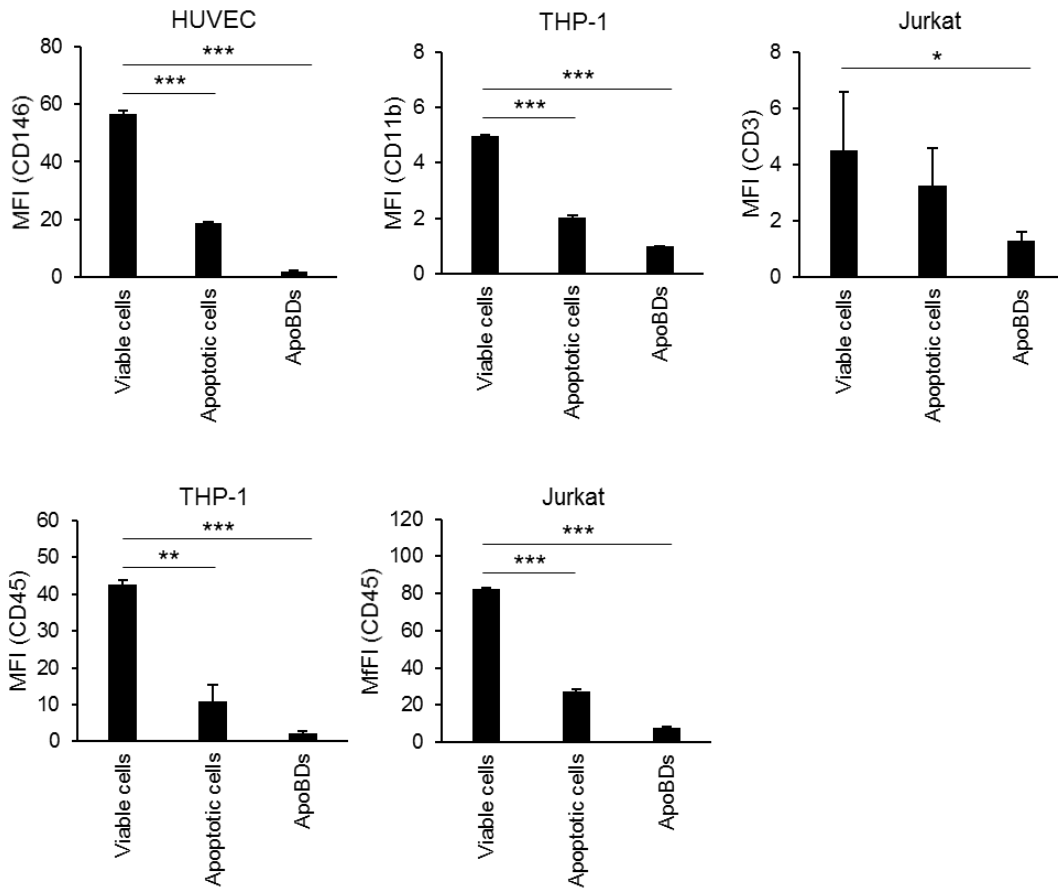 HUVEC
MFI (CD146)
80
60
40
20
0
***
***
Viable cells
Apoptotic cells
ApoBDs
THP-1
MFI (CD11b)
8
6
4
2
0
***
***
Viable cells
Apoptotic cells
ApoBDs
Jurkat
MFI (CD3)
8
6
4
2
0
*
Viable cells
Apoptotic cells
ApoBDs
THP-1
MFI (CD45)
60
50
40
30
20
10
0
***
**
Viable cells
Apoptotic cells
ApoBDs
Jurkat
MfFI (CD45)
120
100
80
60
40
20
0
***
***
Viable cells
Apoptotic cells
ApoBDs